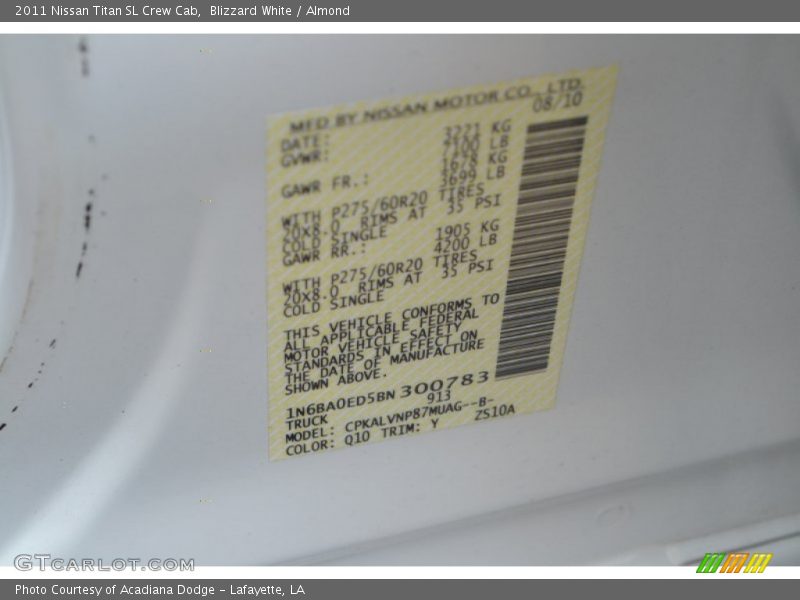 2011 Nissan Titan SL Crew Cab, Blizzard White / Almond
MFD BY NISSAN MOTOR CO., LTD.
DATE: 08/10
GVWR: 3221 KG
7100 LB
GAWR FR.: 1678 KG
3699 LB
WITH P275/60R20 TIRES
20X8.0 RIMS AT 35 PSI
COLD SINGLE
GAWR RR.: 1905 KG
4200 LB
WITH P275/60R20 TIRES
20X8.0 RIMS AT 35 PSI
COLD SINGLE
THIS VEHICLE CONFORMS TO
ALL APPLICABLE FEDERAL
MOTOR VEHICLE SAFETY
STANDARDS IN EFFECT ON
THE DATE OF MANUFACTURE
SHOWN ABOVE.
1N6BA0ED5BN300783
TRUCK 913
MODEL: CPKALVNP87MUAG--B-
COLOR: Q10 TRIM: Y ZS10A
GTCARLOT.COM
Photo Courtesy of Acadiana Dodge - Lafayette, LA